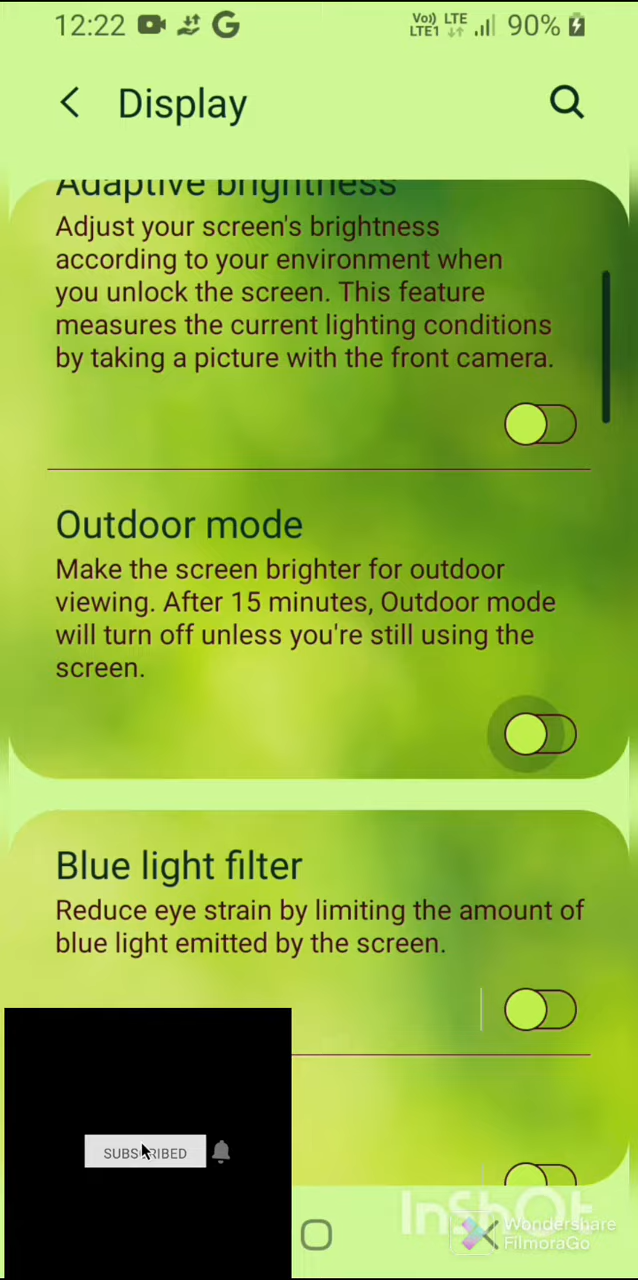 12:22 Vo)) LTE LTE1 90%
Display
Adaptive brightness
Adjust your screen's brightness
according to your environment when
you unlock the screen. This feature
measures the current lighting conditions
by taking a picture with the front camera.
Outdoor mode
Make the screen brighter for outdoor
viewing. After 15 minutes, Outdoor mode
will turn off unless you're still using the
screen.
Blue light filter
Reduce eye strain by limiting the amount of
blue light emitted by the screen.
SUBSCRIBED
InShOt
Wondershare
FilmoraGo